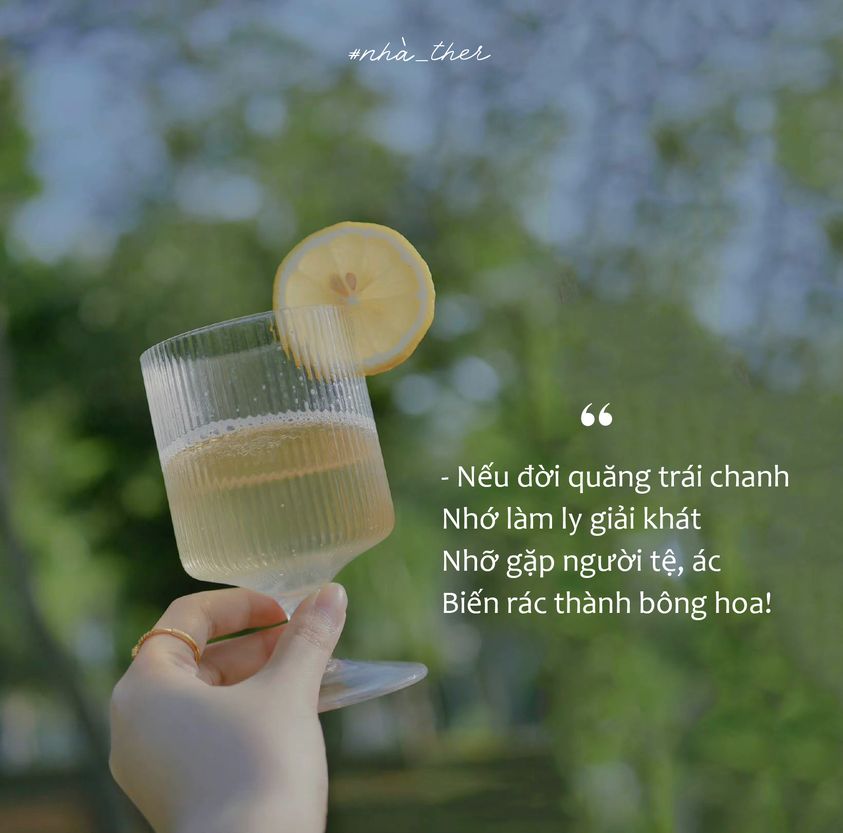 #nhà_ther
“
- Nếu đời quăng trái chanh
Nhớ làm ly giải khát
Nhỡ gặp người tệ, ác
Biến rác thành bông hoa!